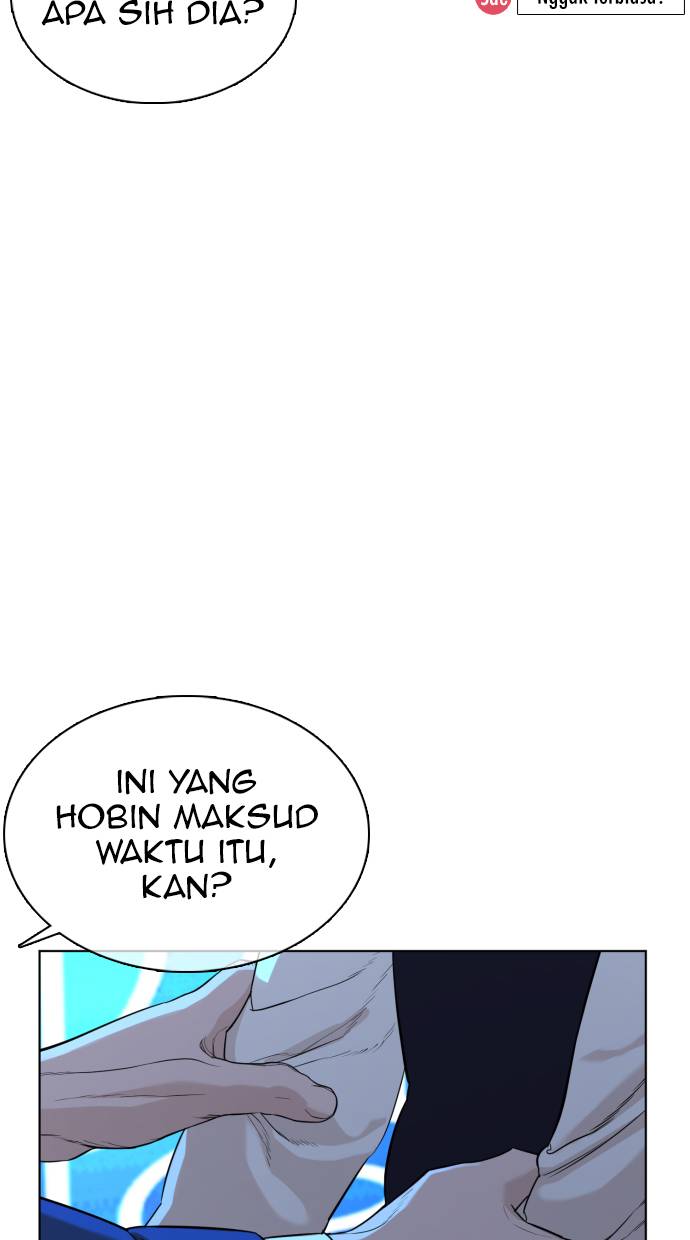 APA SIH DIA?
INI YANG
HOBIN MAKSUD
WAKTU ITU,
KAN?